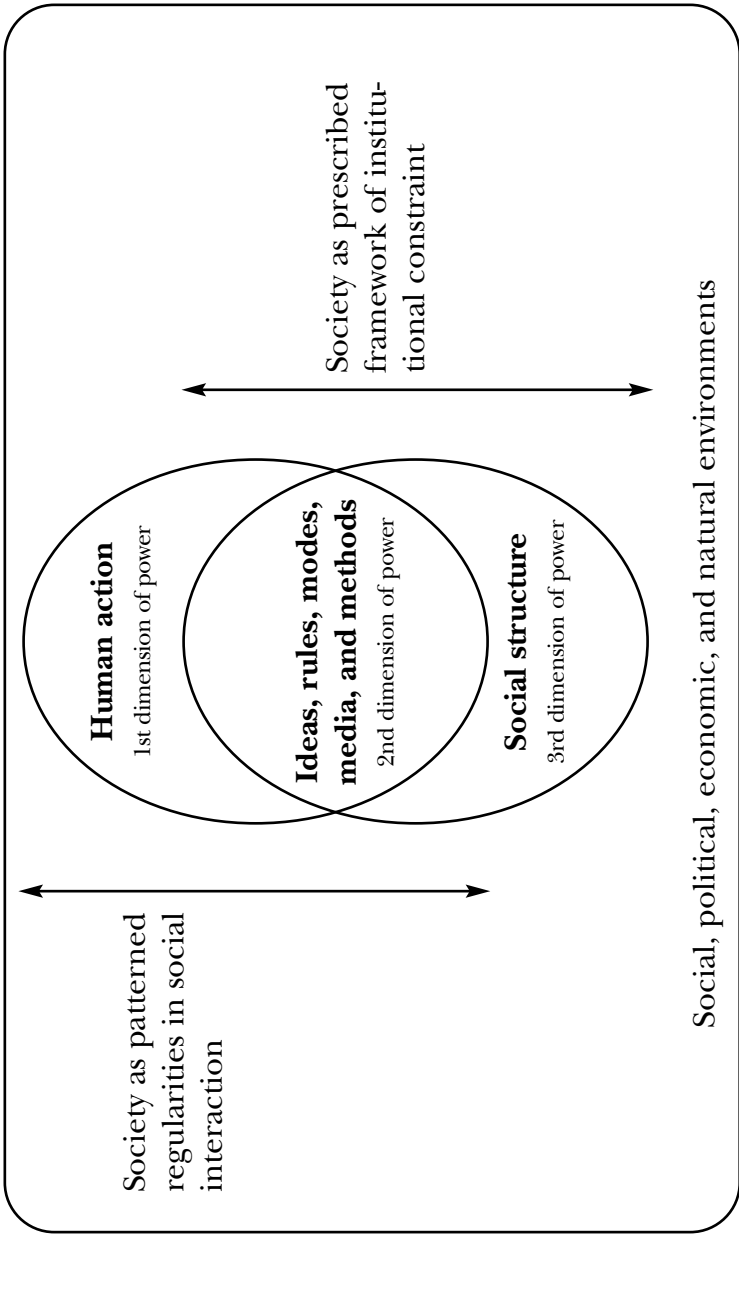 Society as patterned
regularities in social
interaction
Human action
1st dimension of power
Ideas, rules, modes,
media, and methods
2nd dimension of power
Social structure
3rd dimension of power
Society as prescribed
framework of institu-
tional constraint
Social, political, economic, and natural environments